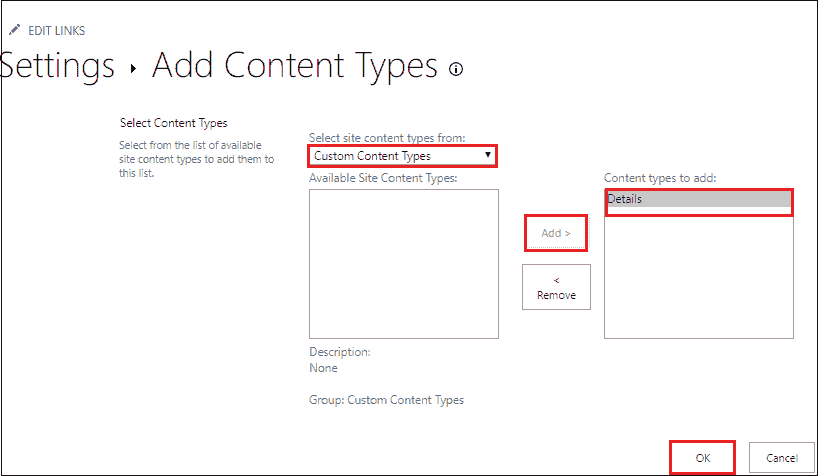 EDIT LINKS
Settings ▸ Add Content Types
Select Content Types
Select from the list of available
site content types to add them to
this list.
Select site content types from:
Custom Content Types
Available Site Content Types:
Content types to add:
Details
Add >
<
Remove
Description:
None
Group: Custom Content Types
OK
Cancel